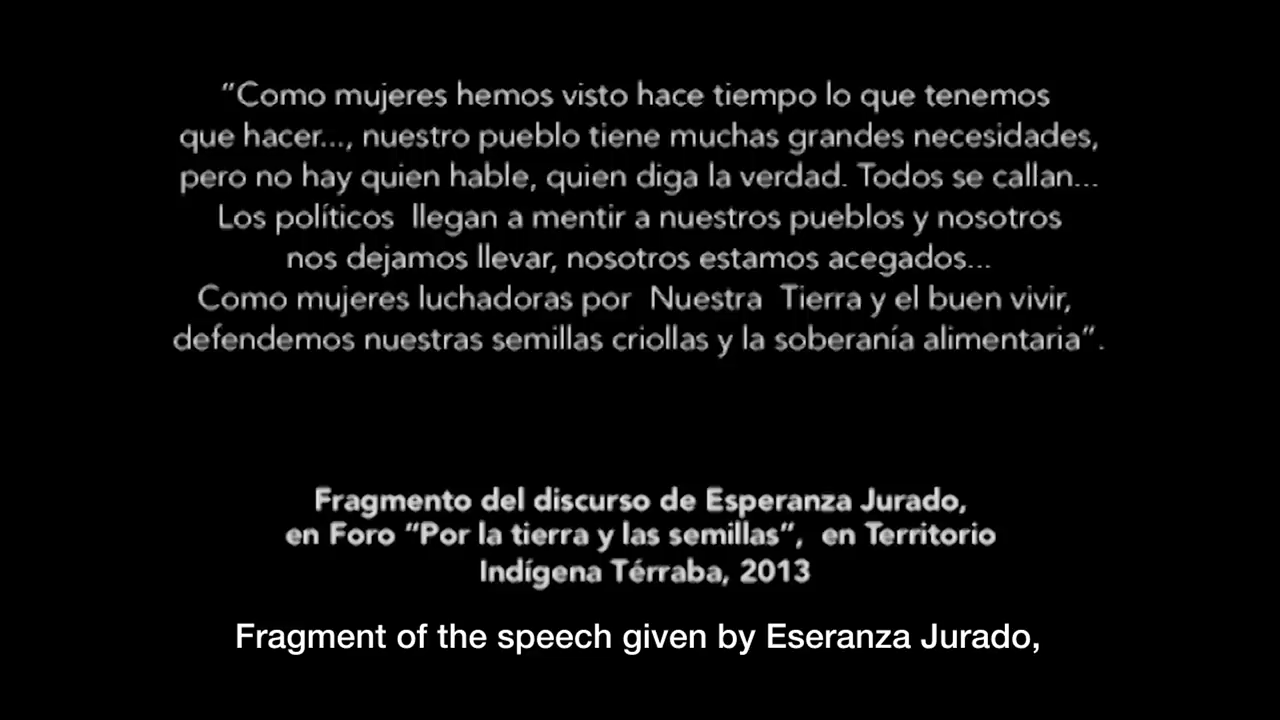 “Como mujeres hemos visto hace tiempo lo que tenemos
que hacer..., nuestro pueblo tiene muchas grandes necesidades,
pero no hay quien hable, quien diga la verdad. Todos se callan...
Los políticos llegan a mentir a nuestros pueblos y nosotros
nos dejamos llevar, nosotros estamos acegados...
Como mujeres luchadoras por Nuestra Tierra y el buen vivir,
defendemos nuestras semillas criollas y la soberanía alimentaria”.
Fragmento del discurso de Esperanza Jurado,
en Foro “Por la tierra y las semillas”, en Territorio
Indígena Térraba, 2013
Fragment of the speech given by Eseranza Jurado,